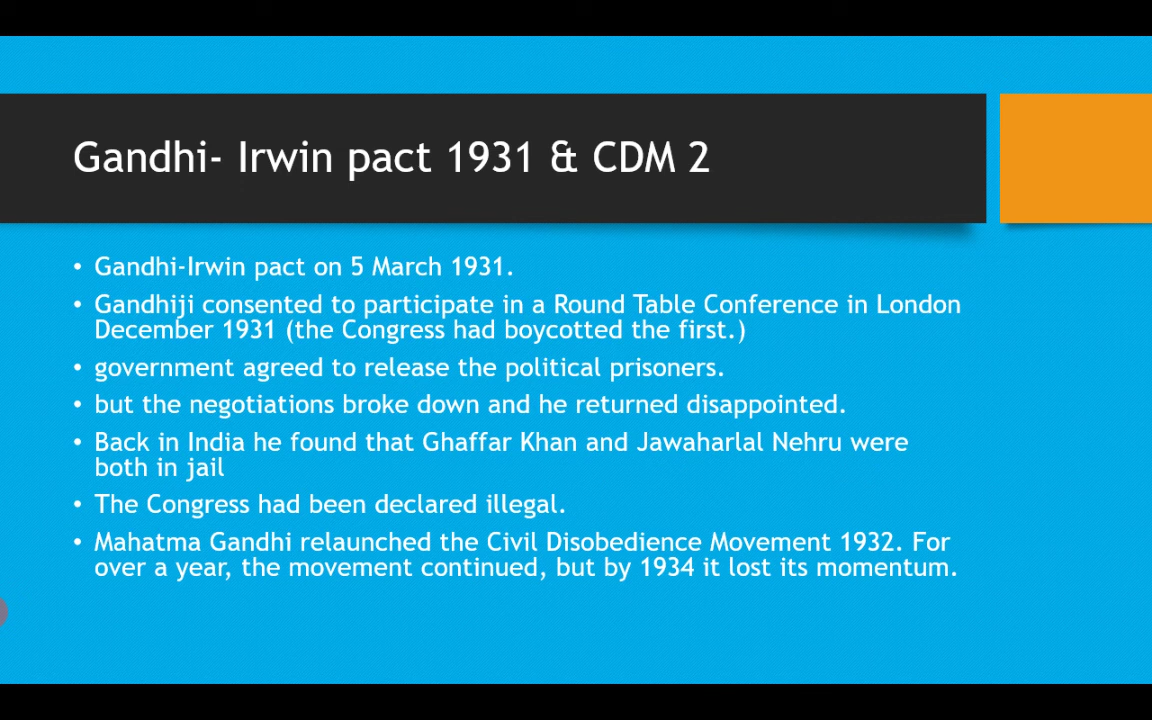 Gandhi- Irwin pact 1931 & CDM 2
• Gandhi-Irwin pact on 5 March 1931.
• Gandhiji consented to participate in a Round Table Conference in London
December 1931 (the Congress had boycotted the first.)
• government agreed to release the political prisoners.
• but the negotiations broke down and he returned disappointed.
• Back in India he found that Ghaffar Khan and Jawaharlal Nehru were
both in jail
• The Congress had been declared illegal.
• Mahatma Gandhi relaunched the Civil Disobedience Movement 1932. For
over a year, the movement continued, but by 1934 it lost its momentum.